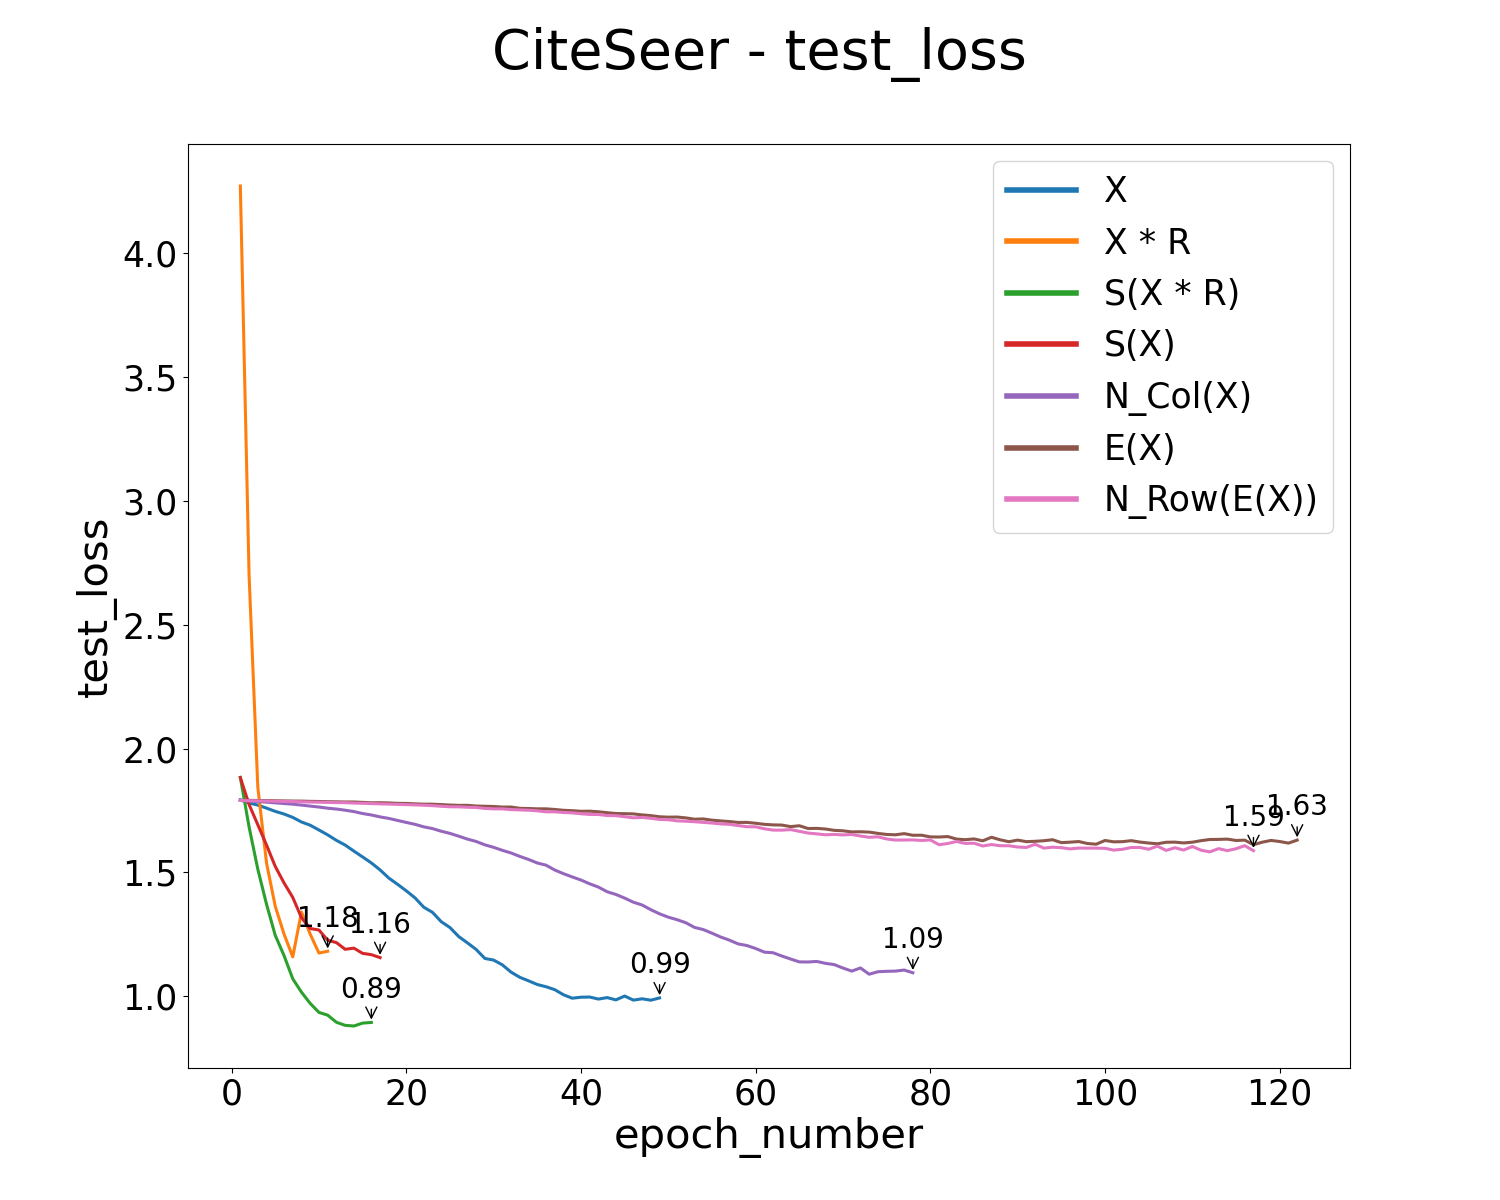 CiteSeer - test_loss
X
X * R
S(X * R)
S(X)
N_Col(X)
E(X)
N_Row(E(X))
test_loss
4.0
3.5
3.0
2.5
2.0
1.5
1.0
1.18
1.16
0.89
0.99
1.09
1.59
1.63
0
20
40
60
80
100
120
epoch_number